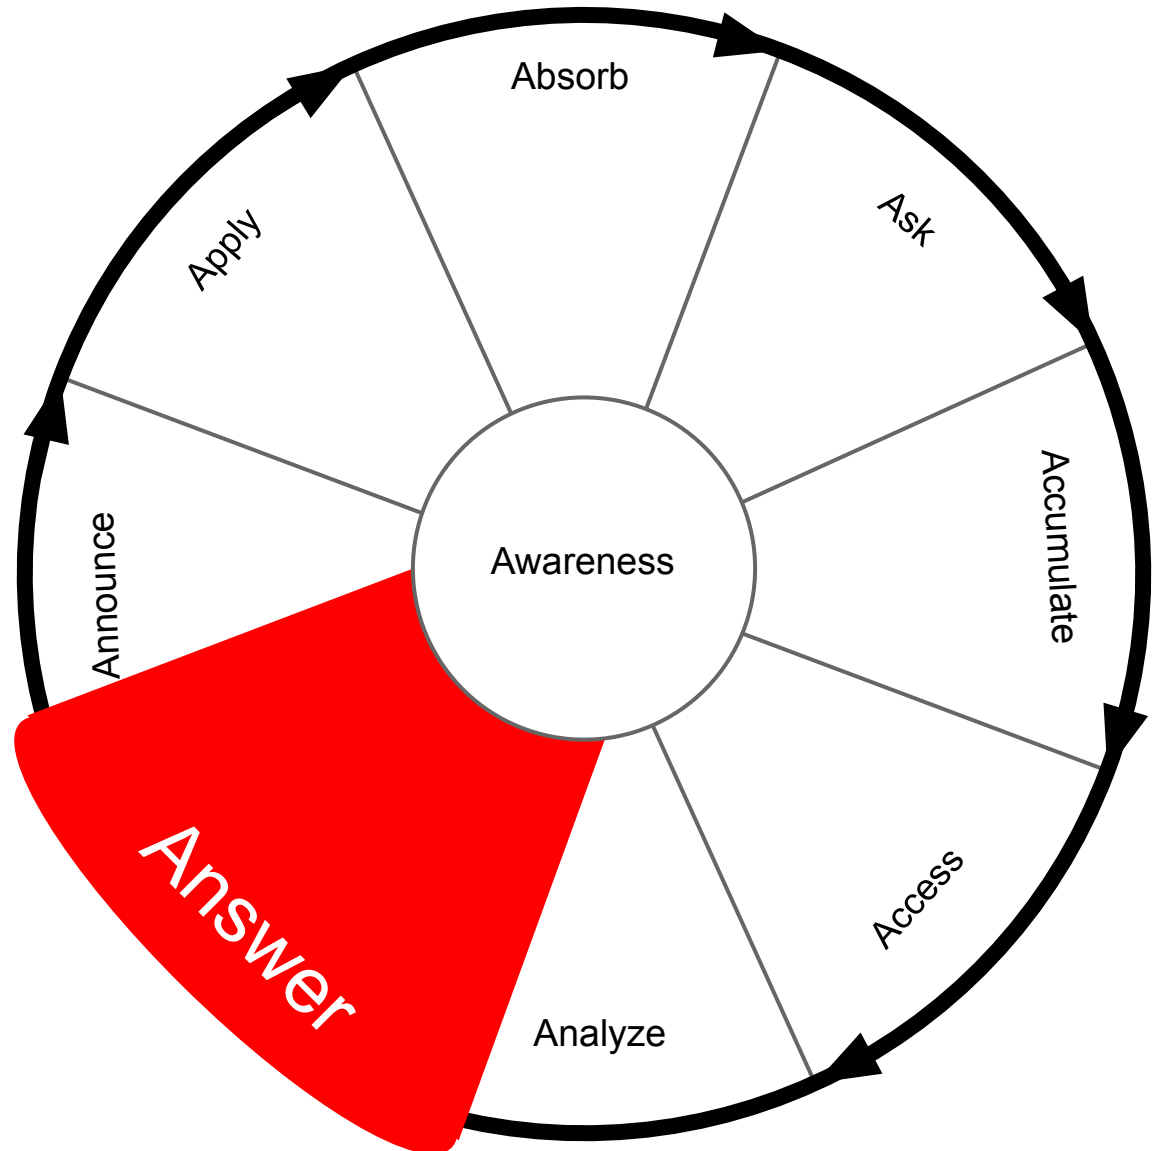 Absorb
Ask
Accumulate
Access
Analyze
Answer
Announce
Apply
Awareness